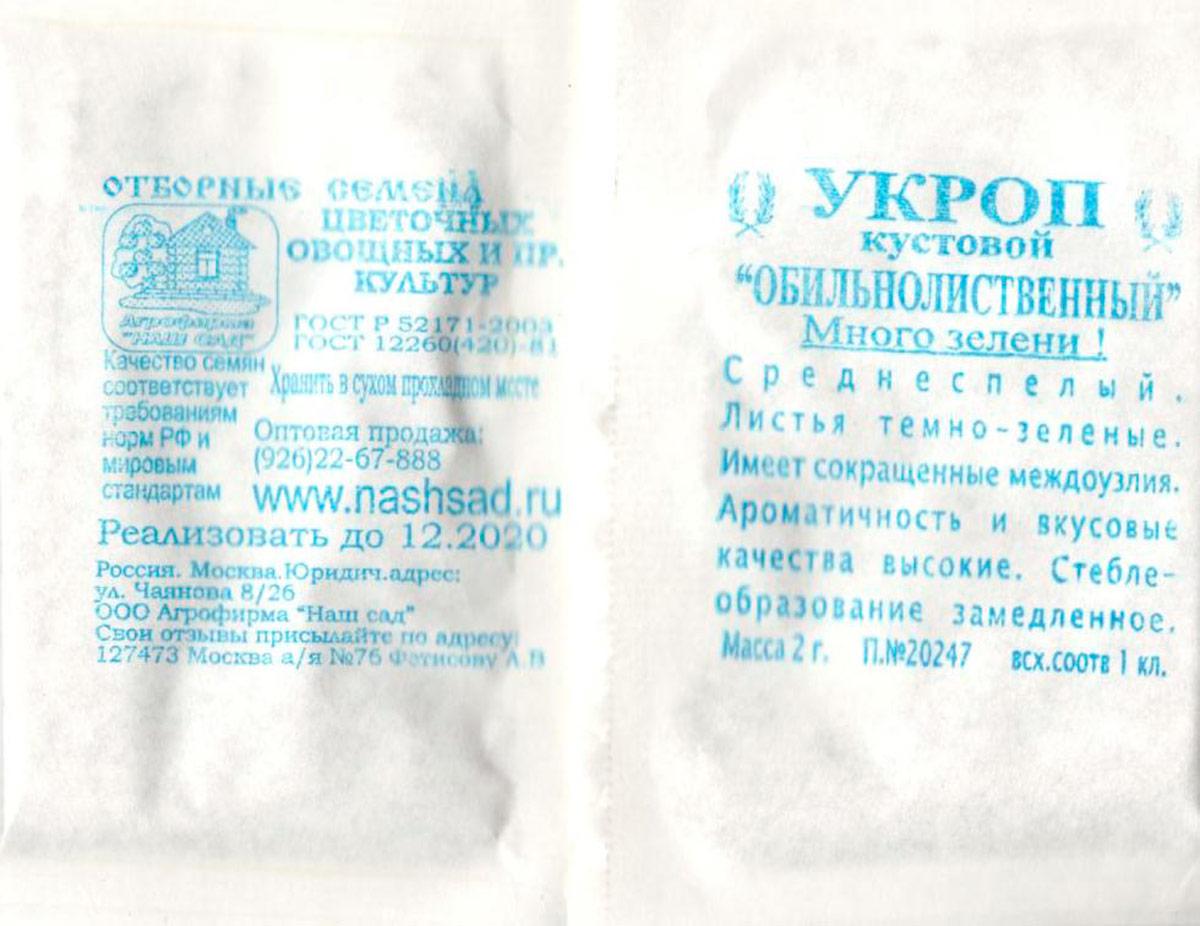 ОТБОРНЫЕ СЕМЕНА
ЦВЕТОЧНЫХ
ОВОЩНЫХ И ПР.
КУЛЬТУР
Агрофирма
"НАШ САД"
ГОСТ Р 52171-2003
ГОСТ 12260(420)-81
Качество семян
соответствует
требованиям
норм РФ и
мировым
стандартам
Хранить в сухом прохладном месте
Оптовая продажа:
(926)22-67-888
www.nashsad.ru
Реализовать до 12.2020
Россия. Москва.Юридич.адрес:
ул. Чаянова 8/26
ООО Агрофирма "Наш сад"
Свои отзывы присылайте по адресу:
127473 Москва а/я №76 Фетисову А.В
УКРОП
кустовой
“ОБИЛЬНОЛИСТВЕННЫЙ”
Много зелени !
Среднеспелый.
Листья темно-зеленые.
Имеет сокращенные междоузлия.
Ароматичность и вкусовые
качества высокие. Стебле-
образование замедленное.
Масса 2 г. П.№20247 всх.соотв 1 кл.